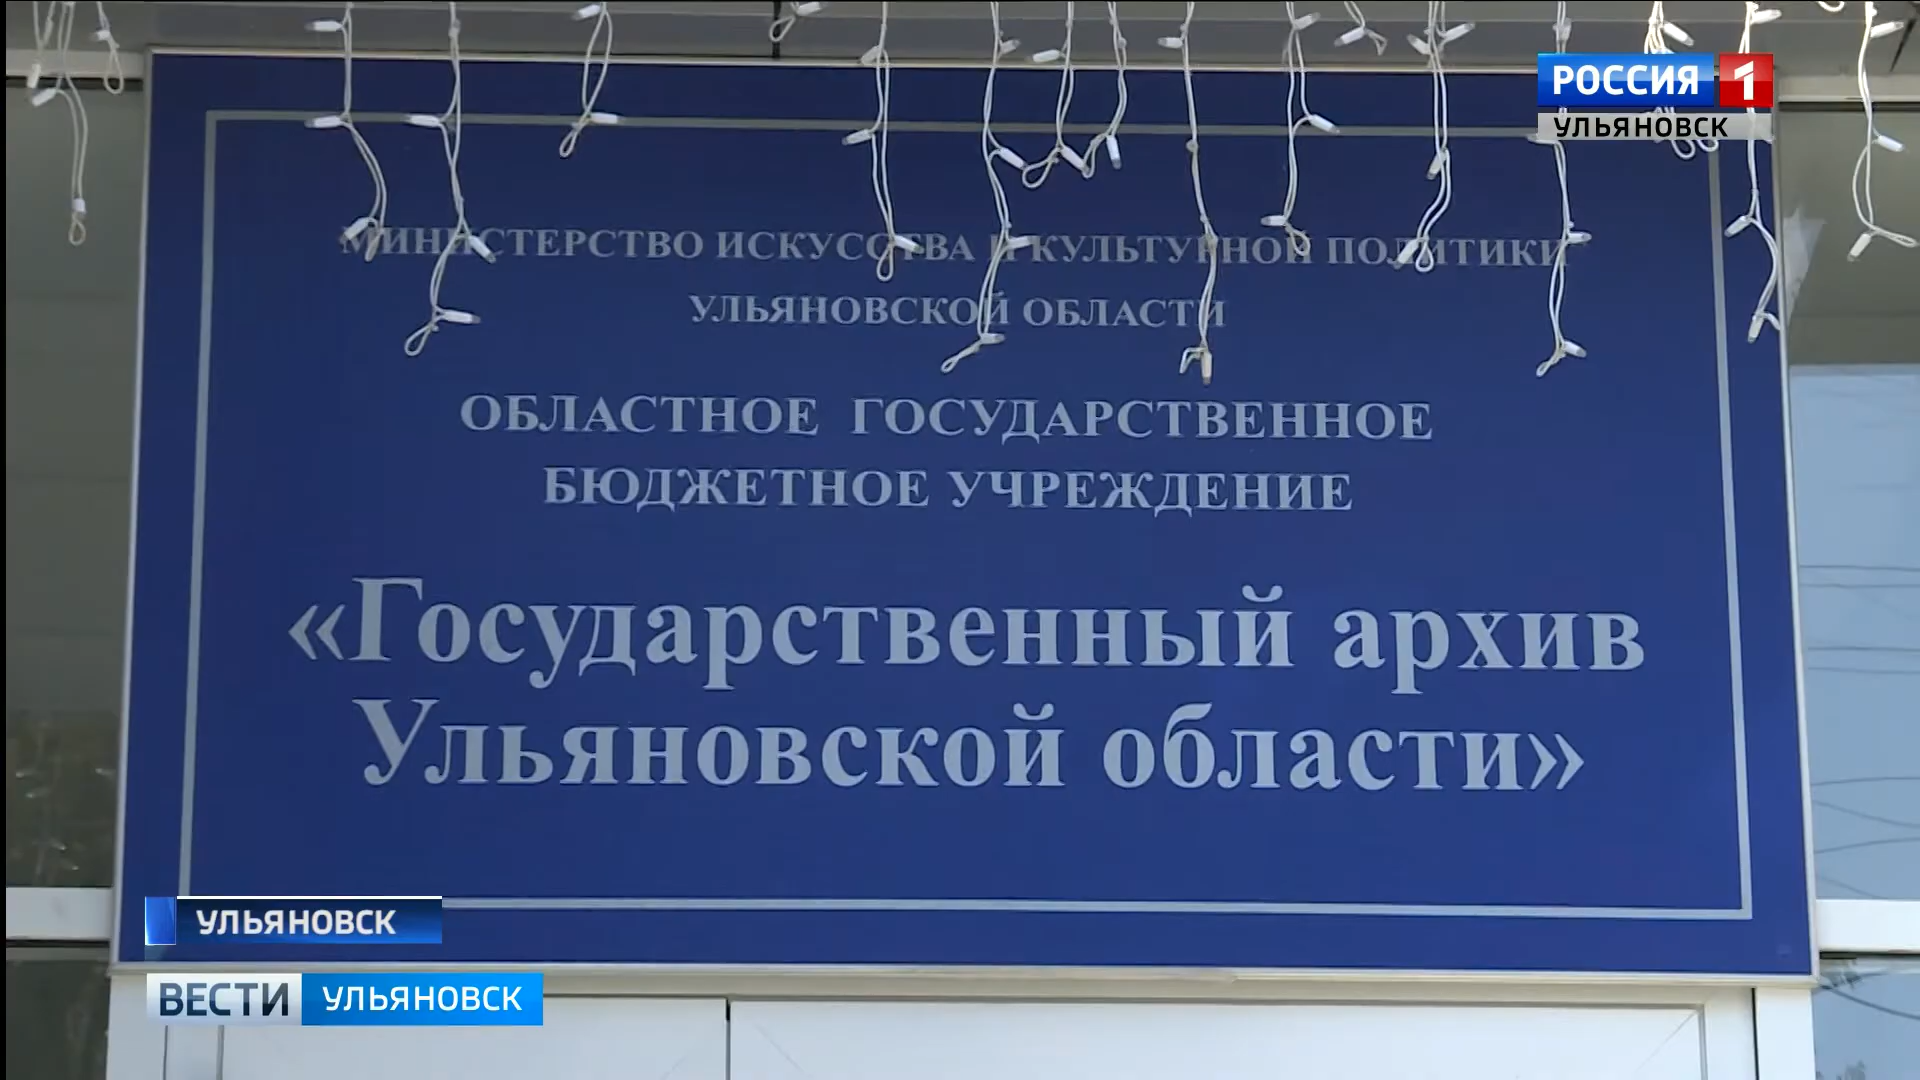 РОССИЯ 1
УЛЬЯНОВСК
МИНИСТЕРСТВО ИСКУССТВА И КУЛЬТУРНОЙ ПОЛИТИКИ
УЛЬЯНОВСКОЙ ОБЛАСТИ
ОБЛАСТНОЕ ГОСУДАРСТВЕННОЕ
БЮДЖЕТНОЕ УЧРЕЖДЕНИЕ
«Государственный архив
Ульяновской области»
УЛЬЯНОВСК
ВЕСТИ УЛЬЯНОВСК